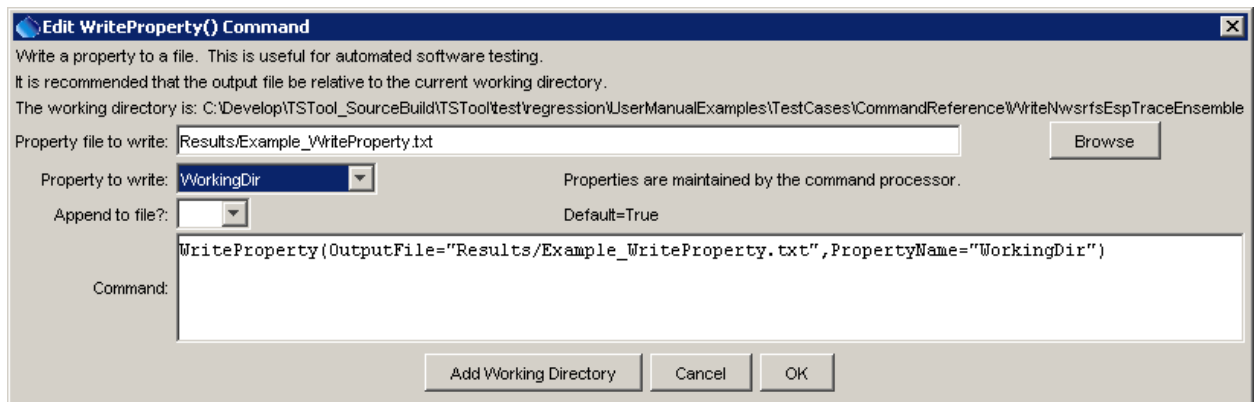 Edit WriteProperty() Command
Write a property to a file. This is useful for automated software testing.
It is recommended that the output file be relative to the current working directory.
The working directory is: C:\Develop\TSTool_SourceBuild\TSTool\test\regression\UserManualExamples\TestCases\CommandReference\WriteNwsrfsEspTraceEnsemble
Property file to write: Results/Example_WriteProperty.txt Browse
Property to write: WorkingDir Properties are maintained by the command processor.
Append to file?: Default=True
WriteProperty(OutputFile="Results/Example_WriteProperty.txt",PropertyName="WorkingDir")
Command:
Add Working Directory Cancel OK